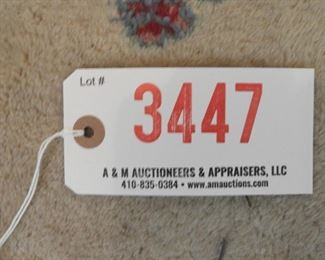 Lot #
3447
A & M AUCTIONEERS & APPRAISERS, LLC
410-835-0384 • www.amauctions.com